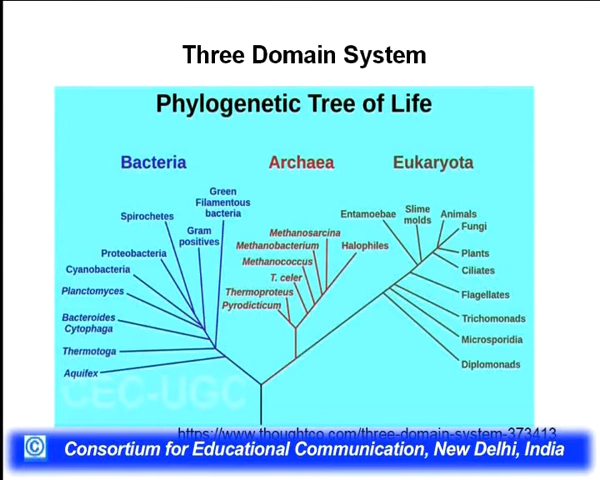 Three Domain System
Phylogenetic Tree of Life
Bacteria
Archaea
Eukaryota
Green
Filamentous
bacteria
Spirochetes
Gram
positives
Proteobacteria
Cyanobacteria
Planctomyces
Bacteroides
Cytophaga
Thermotoga
Aquifex
Methanosarcina
Methanobacterium
Halophiles
Methanococcus
T. celer
Thermoproteus
Pyrodicticum
Entamoebae
Slime
molds
Animals
Fungi
Plants
Ciliates
Flagellates
Trichomonads
Microsporidia
Diplomonads
CEC-UGC
https://www.thoughtco.com/three-domain-system-373413
© Consortium for Educational Communication, New Delhi, India